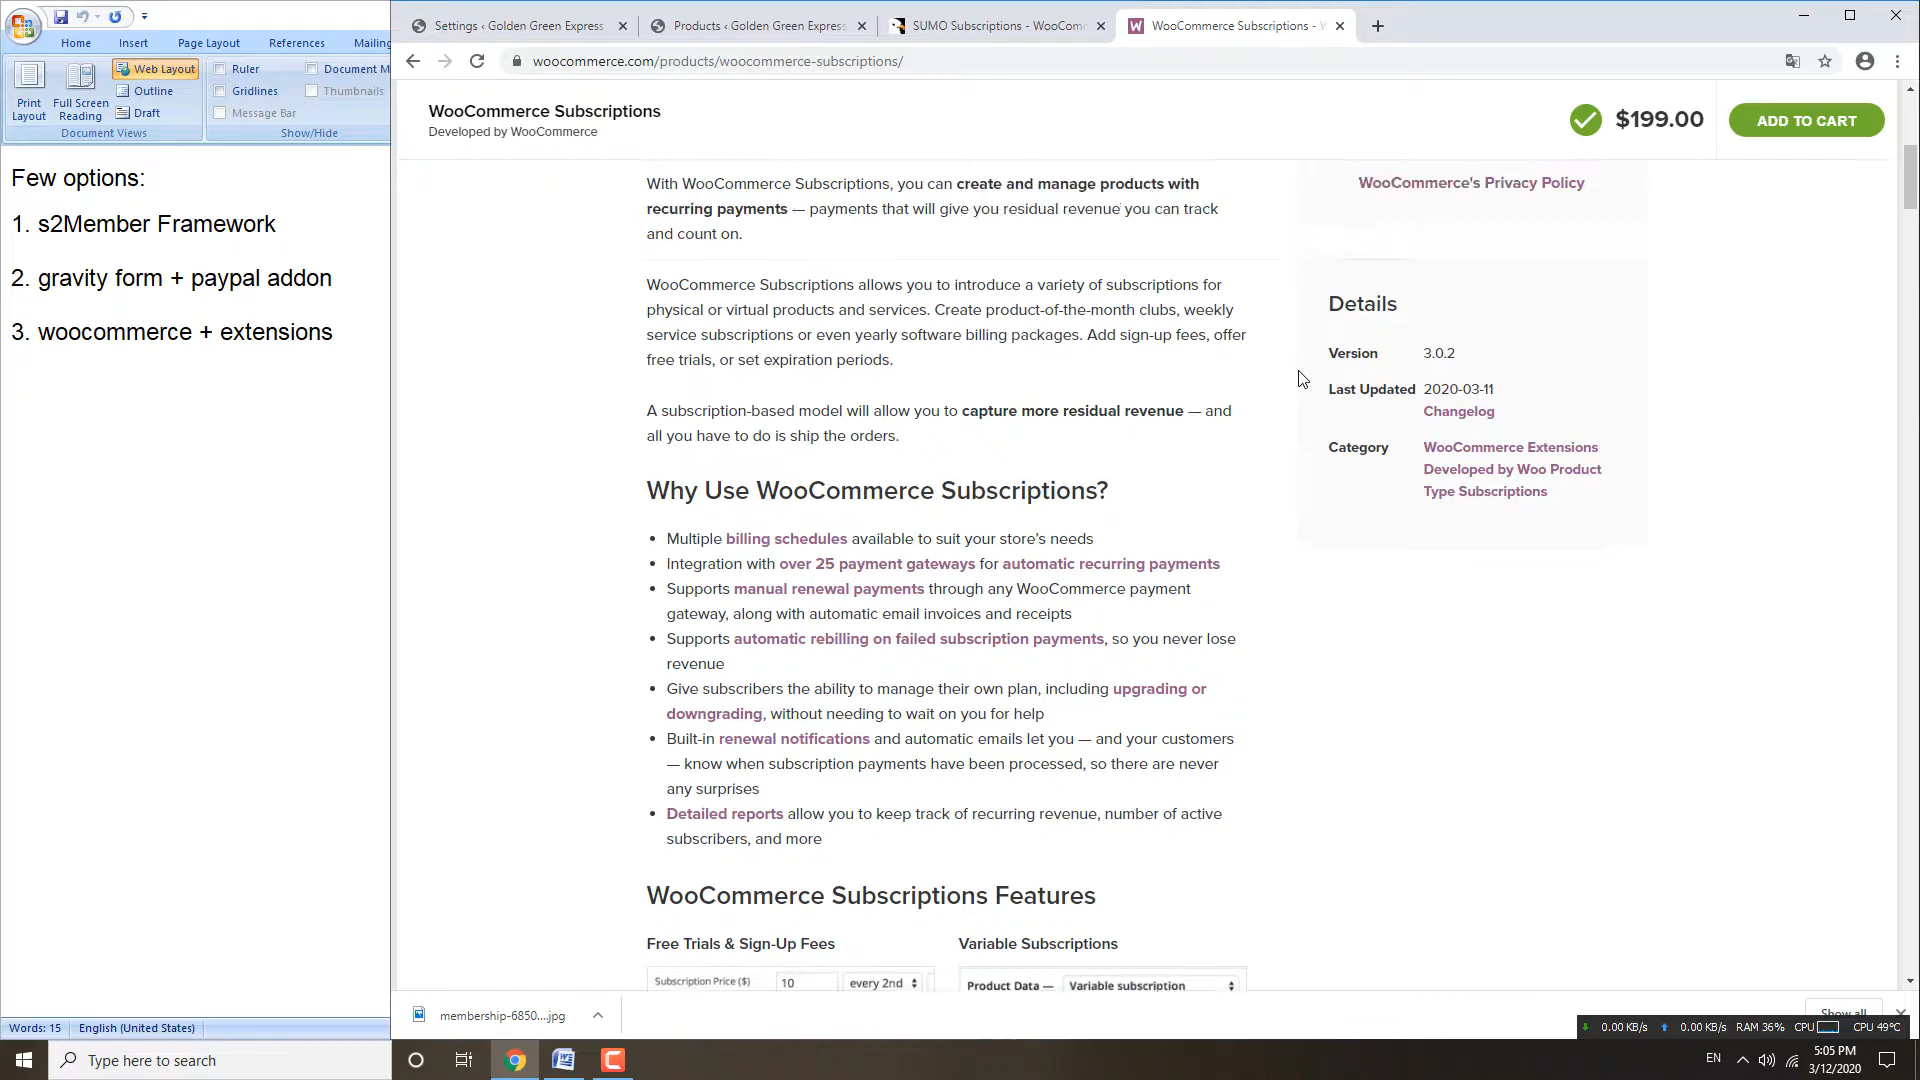 Settings ‹ Golden Green Express
Products ‹ Golden Green Express
SUMO Subscriptions - WooCom
WooCommerce Subscriptions -
Home
Insert
Page Layout
References
Mailing
woocommerce.com/products/woocommerce-subscriptions/
Print
Layout
Full Screen
Reading
Web Layout
Outline
Draft
Ruler
Gridlines
Message Bar
Document M
Thumbnails
Document Views
Show/Hide
WooCommerce Subscriptions
Developed by WooCommerce
$199.00
ADD TO CART
Few options:
1. s2Member Framework
2. gravity form + paypal addon
3. woocommerce + extensions
With WooCommerce Subscriptions, you can create and manage products with
recurring payments — payments that will give you residual revenue you can track
and count on.
WooCommerce Subscriptions allows you to introduce a variety of subscriptions for
physical or virtual products and services. Create product-of-the-month clubs, weekly
service subscriptions or even yearly software billing packages. Add sign-up fees, offer
free trials, or set expiration periods.
A subscription-based model will allow you to capture more residual revenue — and
all you have to do is ship the orders.
Why Use WooCommerce Subscriptions?
• Multiple billing schedules available to suit your store's needs
• Integration with over 25 payment gateways for automatic recurring payments
• Supports manual renewal payments through any WooCommerce payment
gateway, along with automatic email invoices and receipts
• Supports automatic rebilling on failed subscription payments, so you never lose
revenue
• Give subscribers the ability to manage their own plan, including upgrading or
downgrading, without needing to wait on you for help
• Built-in renewal notifications and automatic emails let you — and your customers
— know when subscription payments have been processed, so there are never
any surprises
• Detailed reports allow you to keep track of recurring revenue, number of active
subscribers, and more
WooCommerce Subscriptions Features
Free Trials & Sign-Up Fees
Variable Subscriptions
Subscription Price ($)
10
every 2nd
Product Data —
Variable subscription
WooCommerce's Privacy Policy
Details
Version 3.0.2
Last Updated 2020-03-11
Changelog
Category WooCommerce Extensions
Developed by Woo Product
Type Subscriptions
membership-6850....jpg
Show all
Words: 15
English (United States)
0.00 KB/s
0.00 KB/s
RAM 36%
CPU
CPU 49°C
Type here to search
EN
5:05 PM
3/12/2020